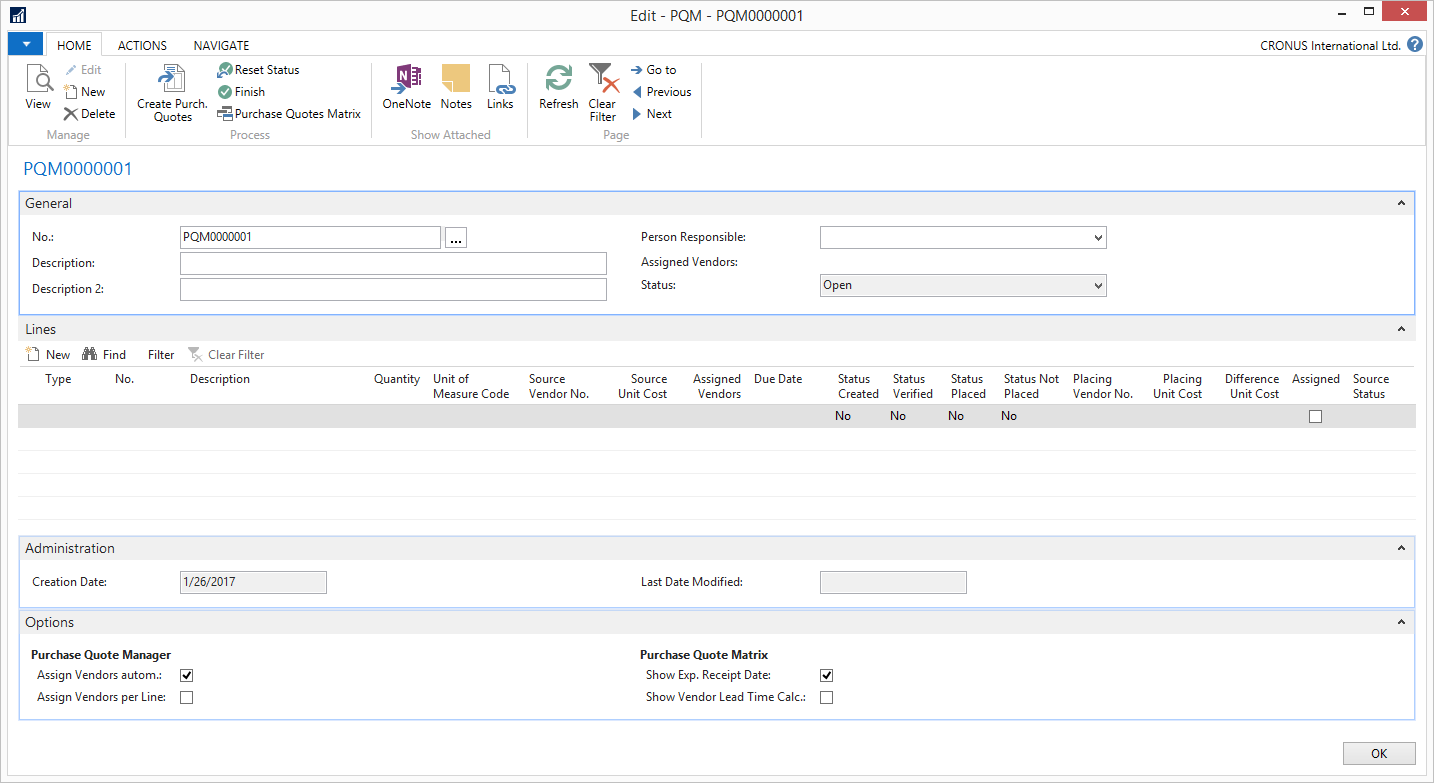 Edit - PQM - PQM0000001
HOME ACTIONS NAVIGATE CRONUS International Ltd. ?
View
Edit
New
Delete
Manage
Create Purch.
Quotes
Reset Status
Finish
Purchase Quotes Matrix
Process
OneNote Notes Links
Show Attached
Refresh
Clear
Filter
Go to
Previous
Next
Page
PQM0000001
General
No.: PQM0000001 ... Person Responsible:
Description: Assigned Vendors:
Description 2: Status: Open
Lines
New Find Filter Clear Filter
Type No. Description Quantity Unit of Source Source Assigned Due Date Status Status Status Status Not Placing Placing Difference Assigned Source
Measure Code Vendor No. Unit Cost Vendors Created Verified Placed Placed Vendor No. Unit Cost Unit Cost Status
No No No No
Administration
Creation Date: 1/26/2017 Last Date Modified:
Options
Purchase Quote Manager Purchase Quote Matrix
Assign Vendors autom.: Show Exp. Receipt Date:
Assign Vendors per Line: Show Vendor Lead Time Calc.:
OK